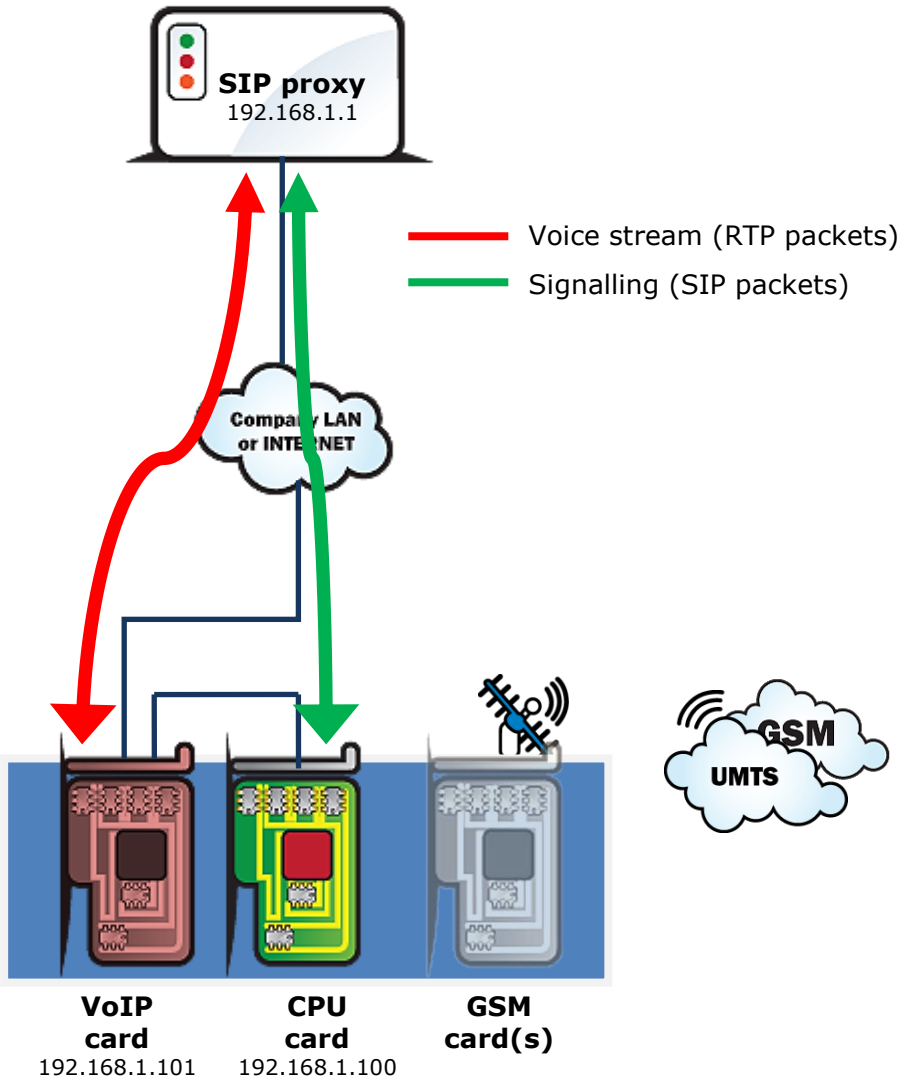 SIP proxy
192.168.1.1
Voice stream (RTP packets)
Signalling (SIP packets)
Company LAN
or INTERNET
GSM
UMTS
VoIP
card
192.168.1.101
CPU
card
192.168.1.100
GSM
card(s)